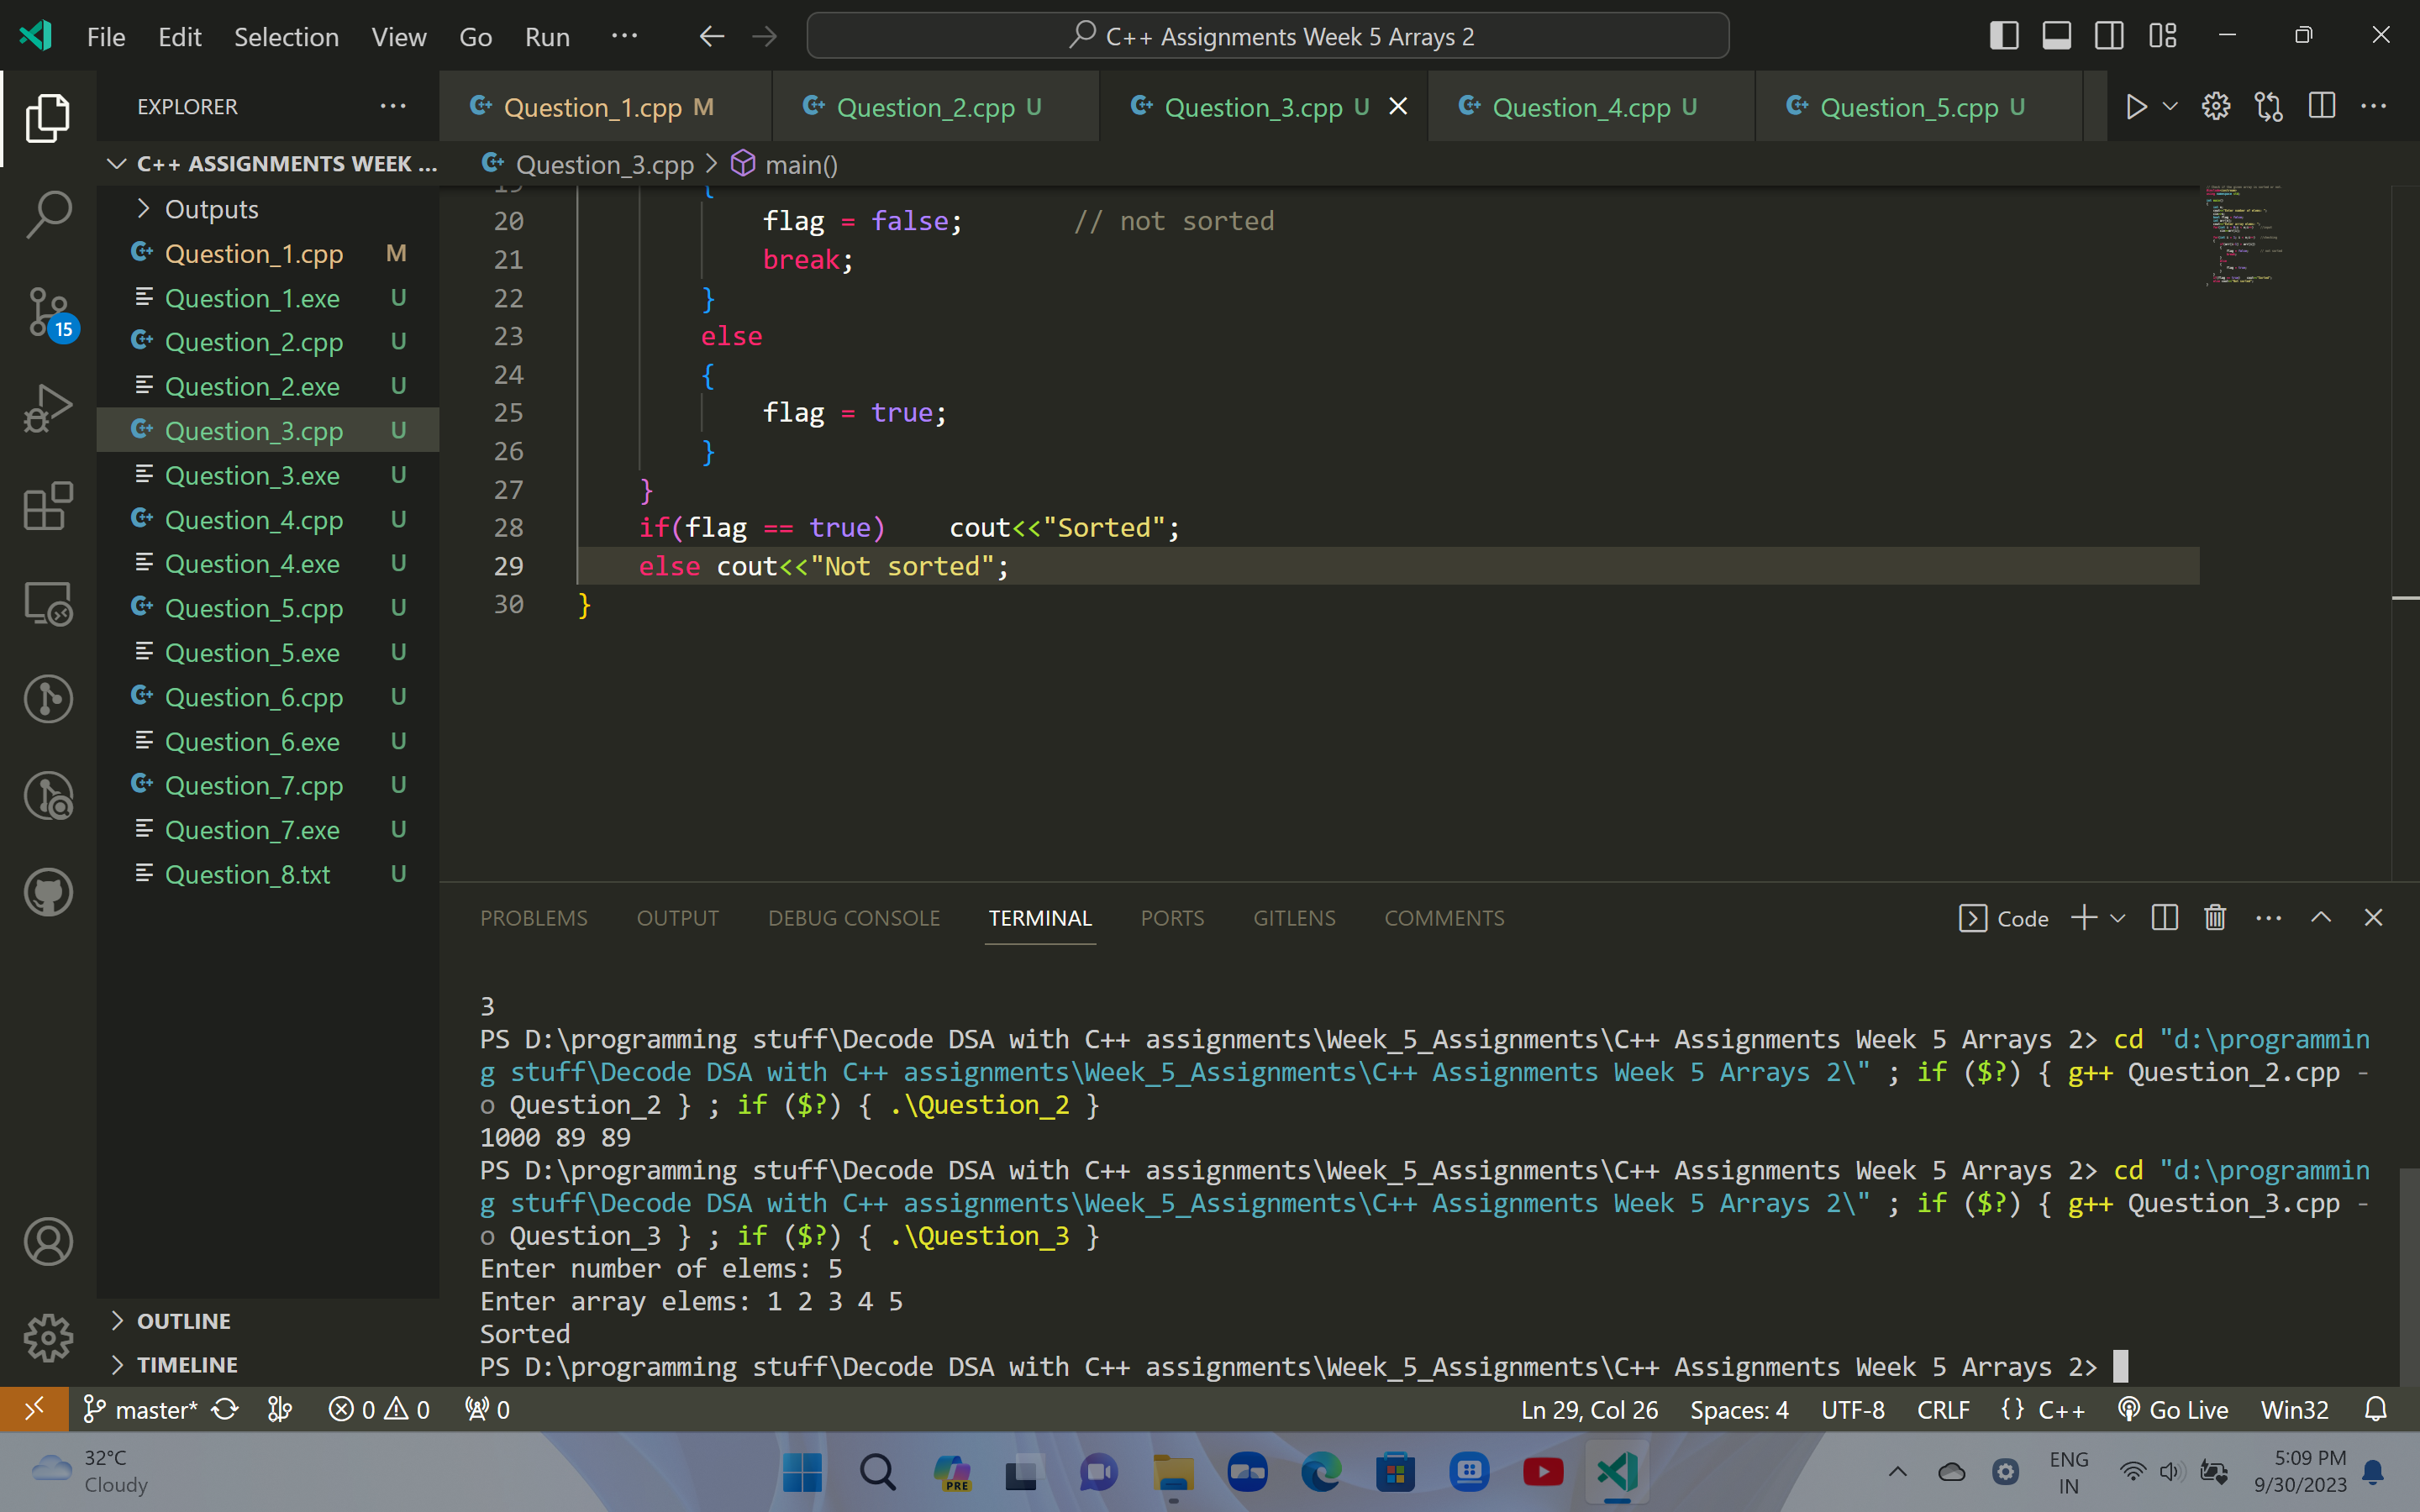 File Edit Selection View Go Run ··· C++ Assignments Week 5 Arrays 2
EXPLORER ···
C++ ASSIGNMENTS WEEK ...
Outputs
Question_1.cpp M
Question_1.exe U
Question_2.cpp U
Question_2.exe U
Question_3.cpp U
Question_3.exe U
Question_4.cpp U
Question_4.exe U
Question_5.cpp U
Question_5.exe U
Question_6.cpp U
Question_6.exe U
Question_7.cpp U
Question_7.exe U
Question_8.txt U
15
OUTLINE
TIMELINE
Question_1.cpp M Question_2.cpp U Question_3.cpp U Question_4.cpp U Question_5.cpp U
Question_3.cpp > main()
19 {
20 flag = false; // not sorted
21 break;
22 }
23 else
24 {
25 flag = true;
26 }
27 }
28 if(flag == true) cout<<"Sorted";
29 else cout<<"Not sorted";
30 }
PROBLEMS OUTPUT DEBUG CONSOLE TERMINAL PORTS GITLENS COMMENTS Code
3
PS D:\programming stuff\Decode DSA with C++ assignments\Week_5_Assignments\C++ Assignments Week 5 Arrays 2> cd "d:\programmin
g stuff\Decode DSA with C++ assignments\Week_5_Assignments\C++ Assignments Week 5 Arrays 2\" ; if ($?) { g++ Question_2.cpp -
o Question_2 } ; if ($?) { .\Question_2 }
1000 89 89
PS D:\programming stuff\Decode DSA with C++ assignments\Week_5_Assignments\C++ Assignments Week 5 Arrays 2> cd "d:\programmin
g stuff\Decode DSA with C++ assignments\Week_5_Assignments\C++ Assignments Week 5 Arrays 2\" ; if ($?) { g++ Question_3.cpp -
o Question_3 } ; if ($?) { .\Question_3 }
Enter number of elems: 5
Enter array elems: 1 2 3 4 5
Sorted
PS D:\programming stuff\Decode DSA with C++ assignments\Week_5_Assignments\C++ Assignments Week 5 Arrays 2>
master* 0 0 0 Ln 29, Col 26 Spaces: 4 UTF-8 CRLF {} C++ Go Live Win32
32°C
Cloudy
PRE
ENG
IN
5:09 PM
9/30/2023